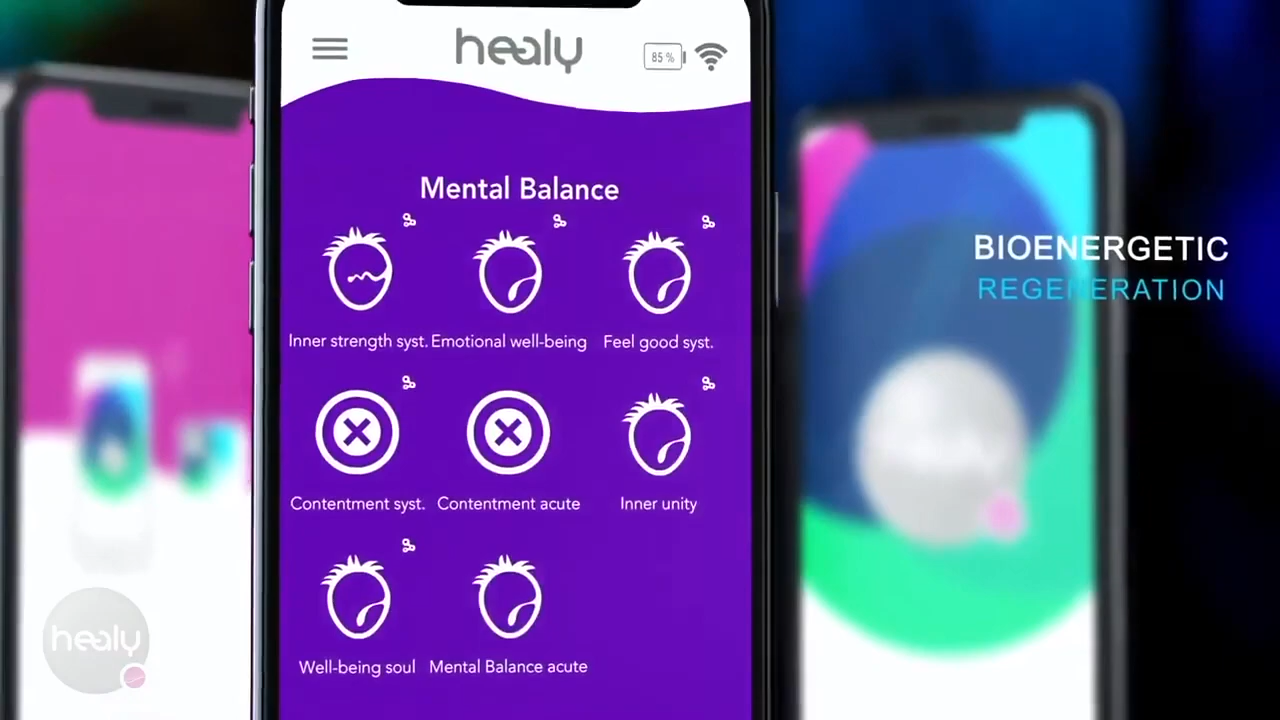 healy
85 %
Mental Balance
Inner strength syst. Emotional well-being Feel good syst.
Contentment syst. Contentment acute Inner unity
Well-being soul Mental Balance acute
BIOENERGETIC
REGENERATION
healy